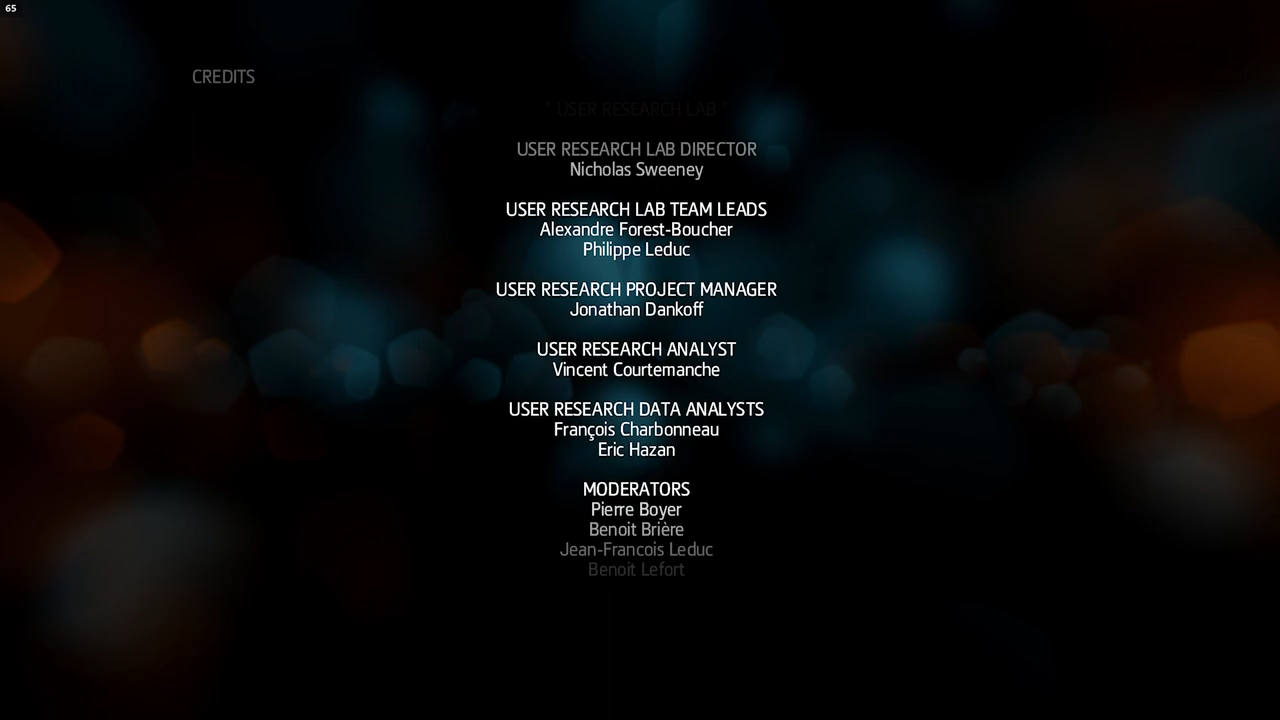 65
CREDITS
" USER RESEARCH LAB "
USER RESEARCH LAB DIRECTOR
Nicholas Sweeney
USER RESEARCH LAB TEAM LEADS
Alexandre Forest-Boucher
Philippe Leduc
USER RESEARCH PROJECT MANAGER
Jonathan Dankoff
USER RESEARCH ANALYST
Vincent Courtemanche
USER RESEARCH DATA ANALYSTS
François Charbonneau
Eric Hazan
MODERATORS
Pierre Boyer
Benoit Brière
Jean-Francois Leduc
Benoit Lefort